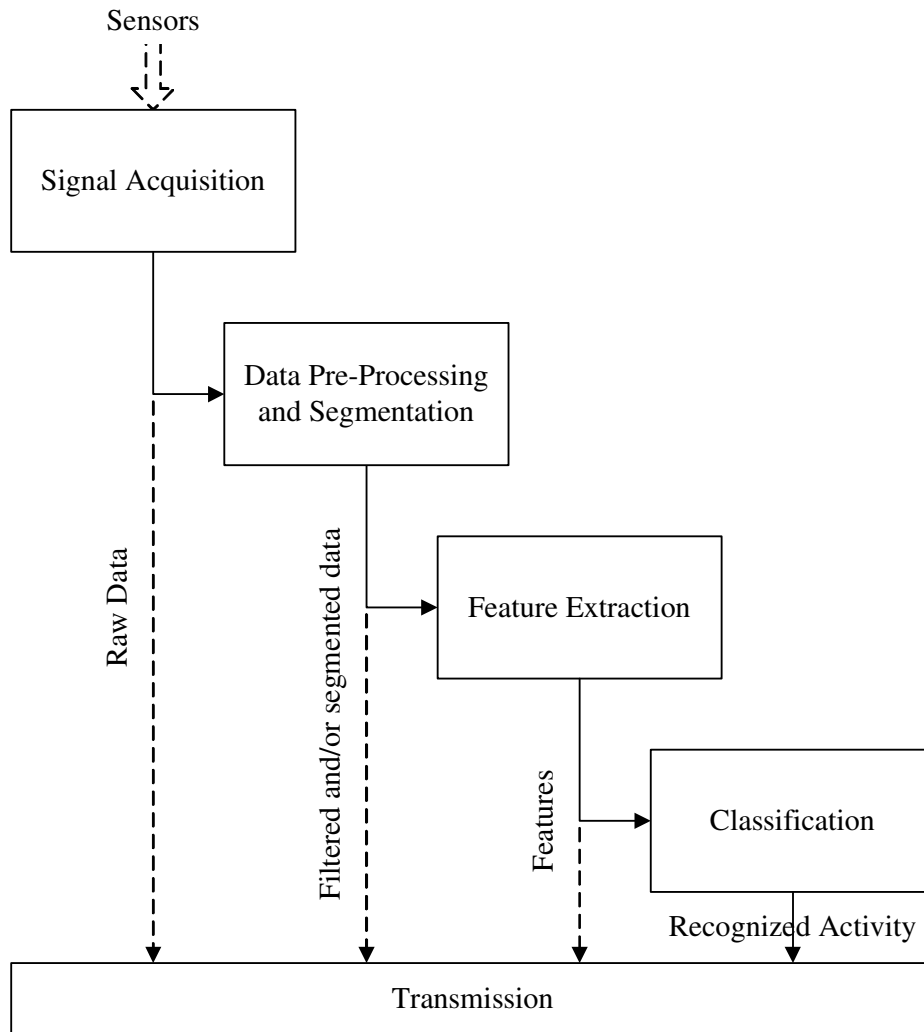 Sensors
Signal Acquisition
Data Pre-Processing
and Segmentation
Raw Data
Filtered and/or segmented data
Feature Extraction
Features
Classification
Recognized Activity
Transmission